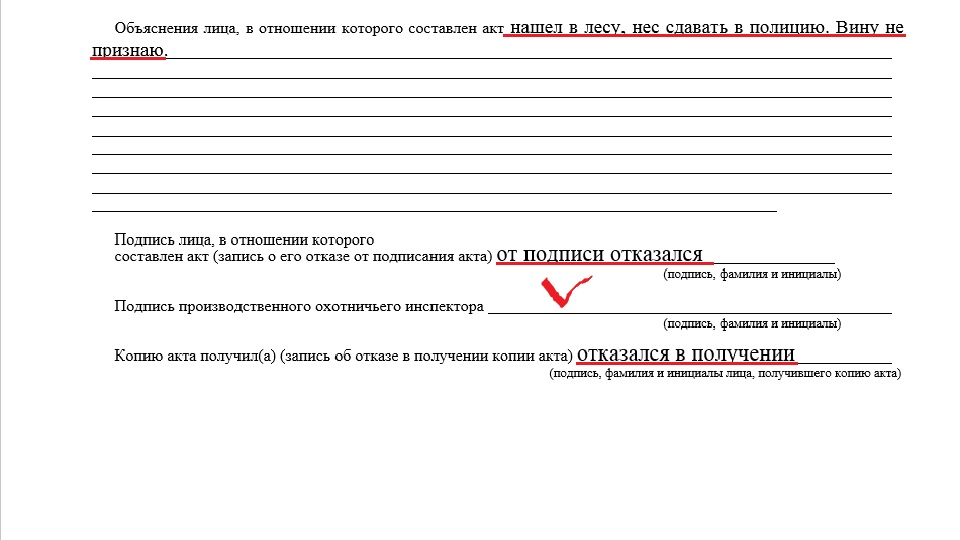 Объяснения лица, в отношении которого составлен акт нашел в лесу, нес сдавать в полицию. Вину не
признаю.
Подпись лица, в отношении которого
составлен акт (запись о его отказе от подписания акта) от подписи отказался
(подпись, фамилия и инициалы)
Подпись производственного охотничьего инспектора
(подпись, фамилия и инициалы)
Копию акта получил(а) (запись об отказе в получении копии акта) отказался в получении
(подпись, фамилия и инициалы лица, получившего копию акта)